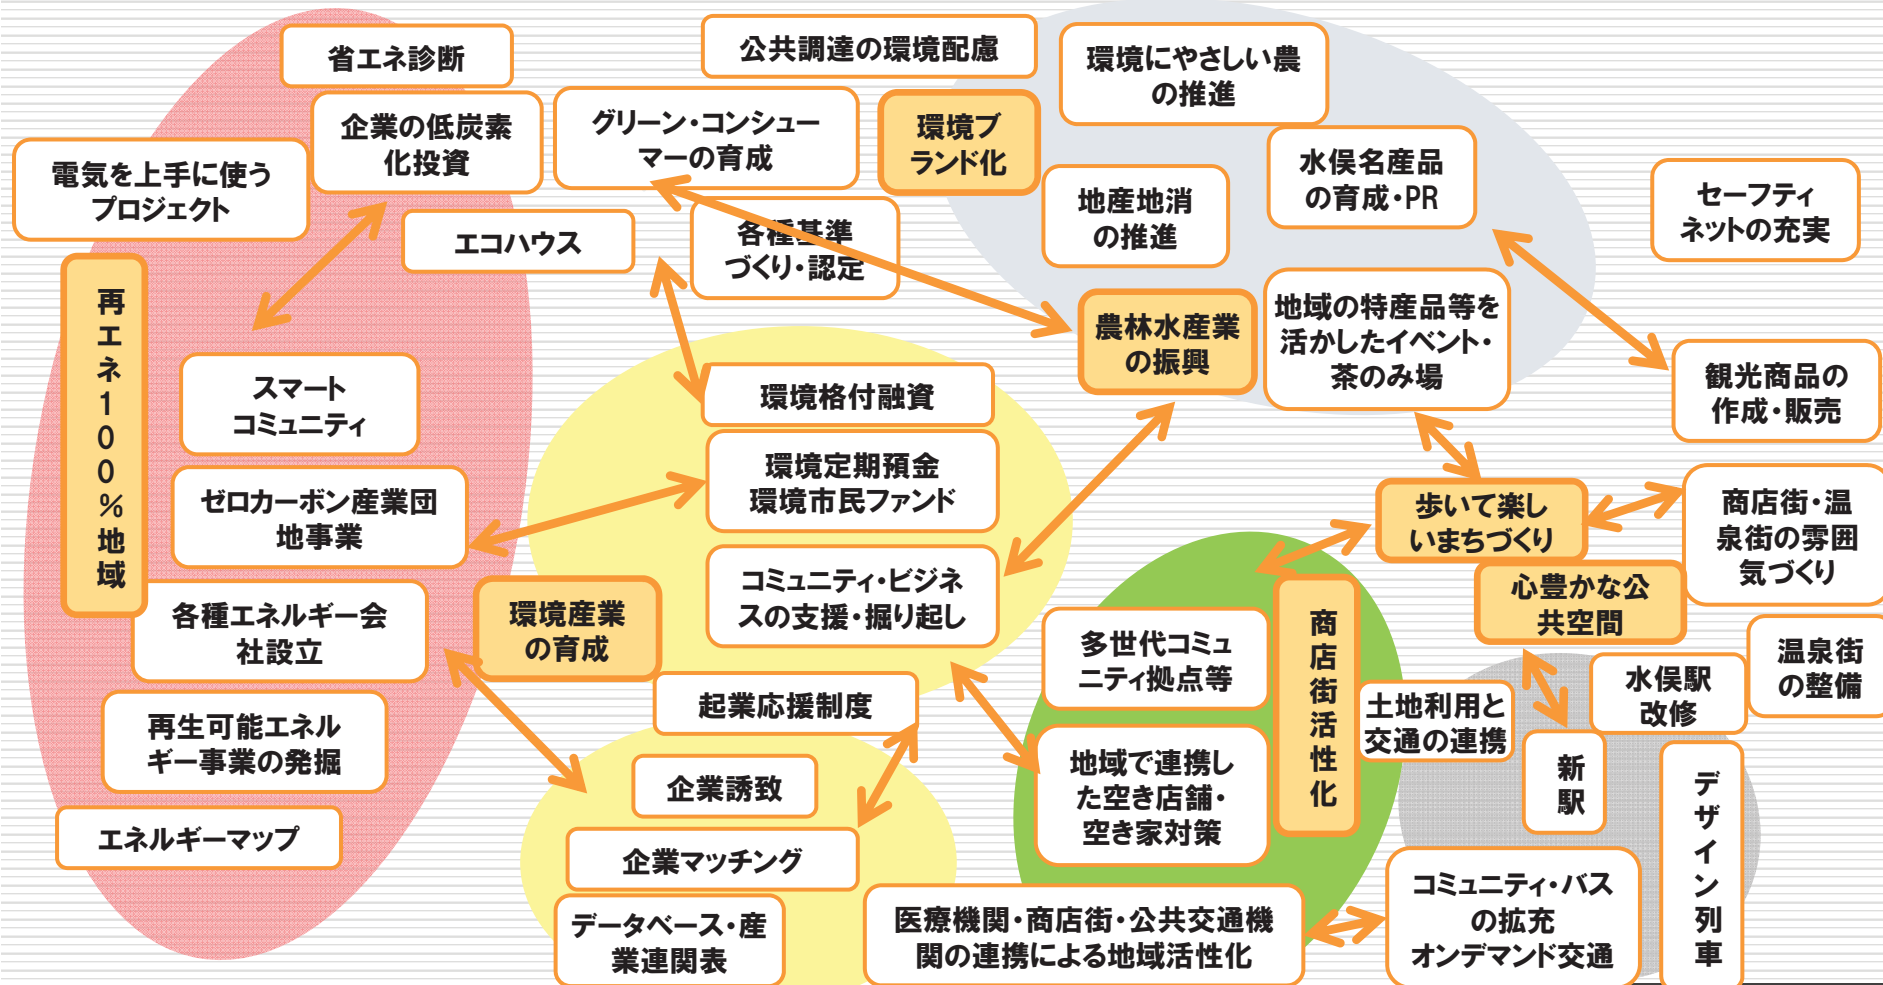 省エネ診断
公共調達の環境配慮
環境にやさしい農
の推進
企業の低炭素
化投資
グリーン・コンシュー
マーの育成
環境ブ
ランド化
水俣名産品
の育成・PR
電気を上手に使う
プロジェクト
地産地消
の推進
セーフティ
ネットの充実
エコハウス
各種基準
づくり・認定
再エネ100%地域
農林水産業
の振興
地域の特産品等を
活かしたイベント・
茶のみ場
スマート
コミュニティ
環境格付融資
観光商品の
作成・販売
ゼロカーボン産業団
地事業
環境定期預金
環境市民ファンド
歩いて楽し
いまちづくり
商店街・温
泉街の雰囲
気づくり
各種エネルギー会
社設立
環境産業
の育成
コミュニティ・ビジネ
スの支援・掘り起し
心豊かな公
共空間
多世代コミュ
ニティ拠点等
商店街活性化
温泉街
の整備
再生可能エネル
ギー事業の発掘
起業応援制度
土地利用と
交通の連携
水俣駅
改修
地域で連携し
た空き店舗・
空き家対策
新駅
デザイン列車
企業誘致
エネルギーマップ
企業マッチング
データベース・産
業連関表
医療機関・商店街・公共交通機
関の連携による地域活性化
コミュニティ・バス
の拡充
オンデマンド交通